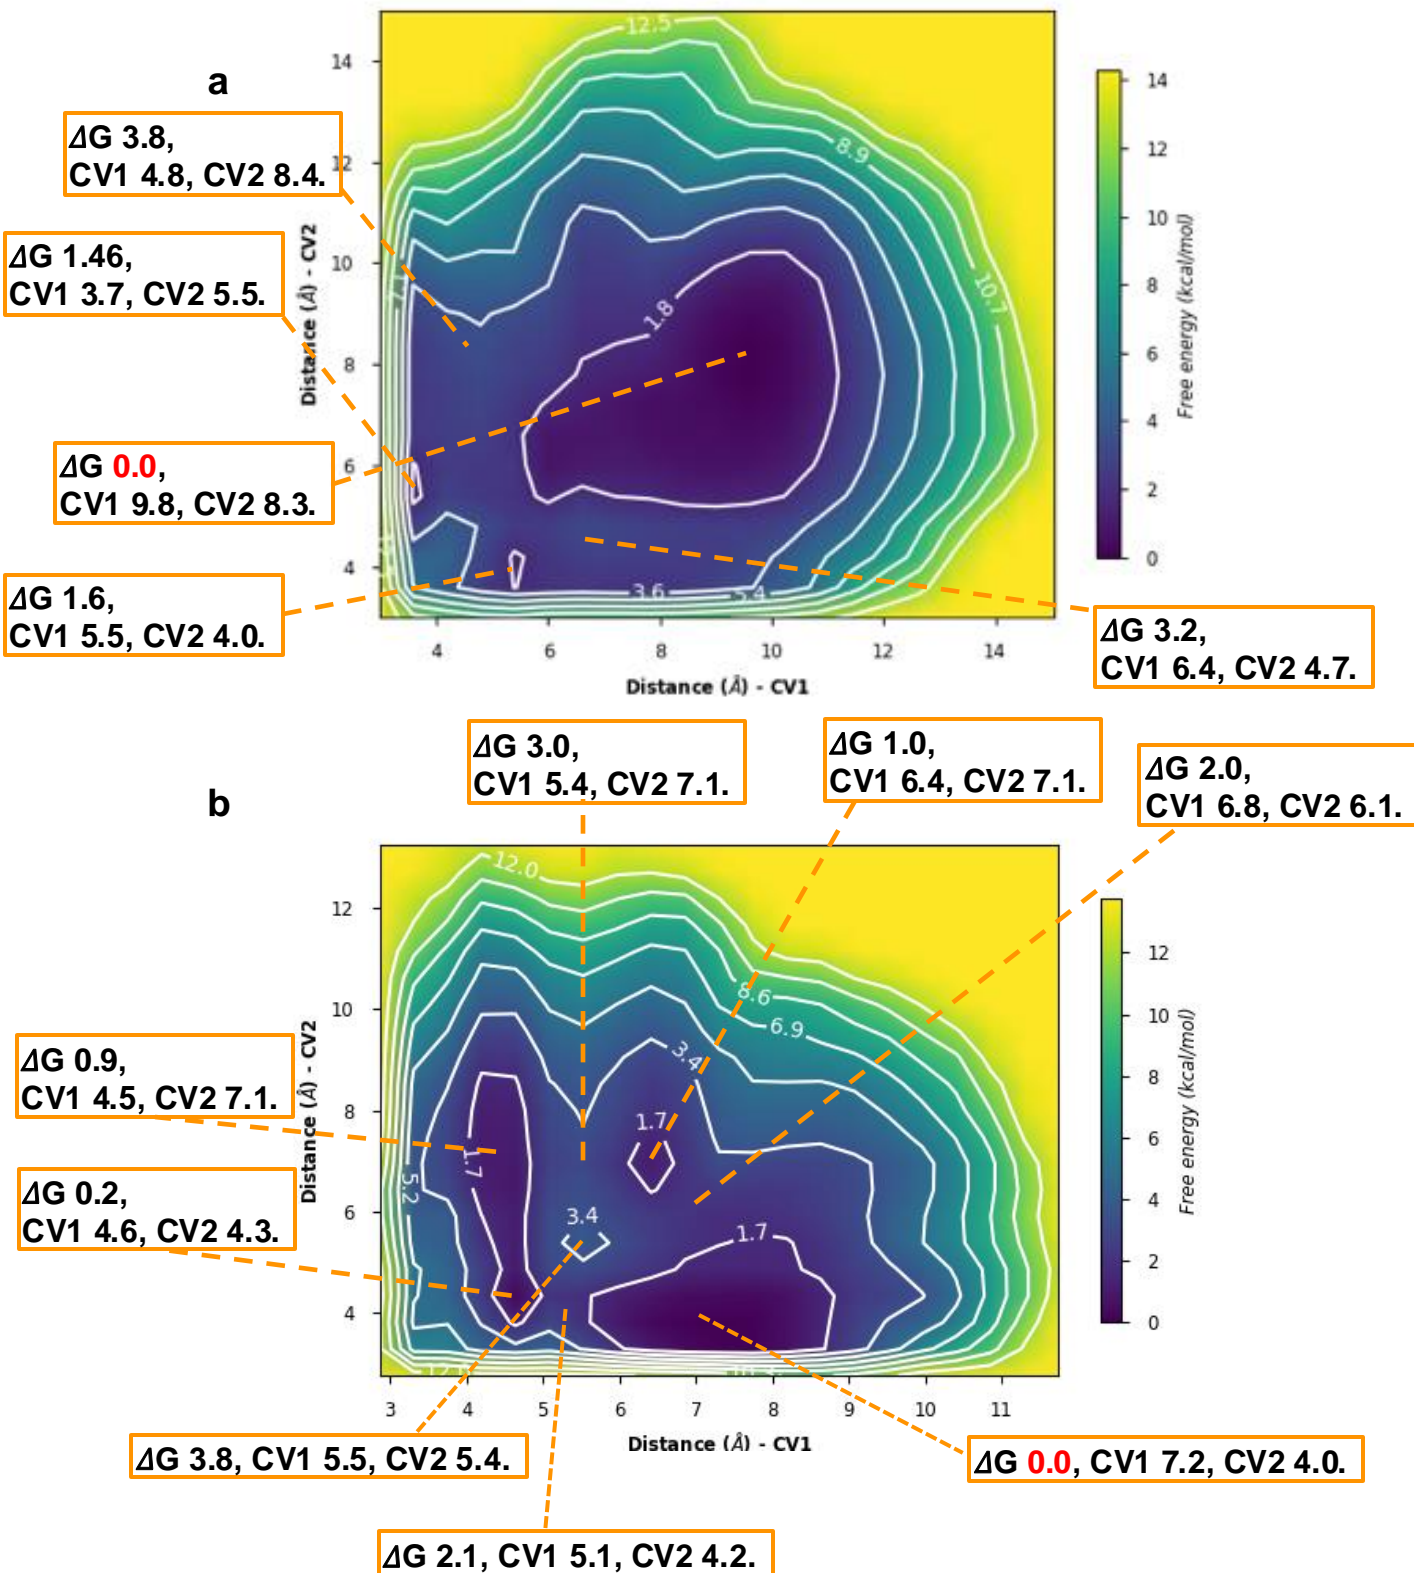 a
12.5
8.9
10.7
7.1
1.8
3.6
5.4
14
12
10
8
6
4
Distance (Å) - CV2
4
6
8
10
12
14
Distance (Å) - CV1
14
12
10
8
6
4
2
0
Free energy (kcal/mol)
ΔG 3.8,
CV1 4.8, CV2 8.4.
ΔG 1.46,
CV1 3.7, CV2 5.5.
ΔG 0.0,
CV1 9.8, CV2 8.3.
ΔG 1.6,
CV1 5.5, CV2 4.0.
ΔG 3.2,
CV1 6.4, CV2 4.7.
b
ΔG 3.0,
CV1 5.4, CV2 7.1.
ΔG 1.0,
CV1 6.4, CV2 7.1.
ΔG 2.0,
CV1 6.8, CV2 6.1.
12.0
8.6
6.9
3.4
1.7
1.7
5.2
3.4
1.7
12
10
8
6
4
Distance (Å) - CV2
3
4
5
6
7
8
9
10
11
Distance (Å) - CV1
12
10
8
6
4
2
0
Free energy (kcal/mol)
ΔG 0.9,
CV1 4.5, CV2 7.1.
ΔG 0.2,
CV1 4.6, CV2 4.3.
ΔG 3.8, CV1 5.5, CV2 5.4.
ΔG 0.0, CV1 7.2, CV2 4.0.
ΔG 2.1, CV1 5.1, CV2 4.2.